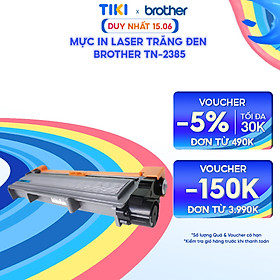 TIKI x brother
DUY NHẤT 15.06
MỰC IN LASER TRẮNG ĐEN
BROTHER TN-2385
VOUCHER
-5% TỐI ĐA
30K
ĐƠN TỪ 490K
VOUCHER
-150K
ĐƠN TỪ 3.990K
*Số lượng Quà & Voucher có hạn
*Kiểm tra giỏ hàng trước khi thanh toán